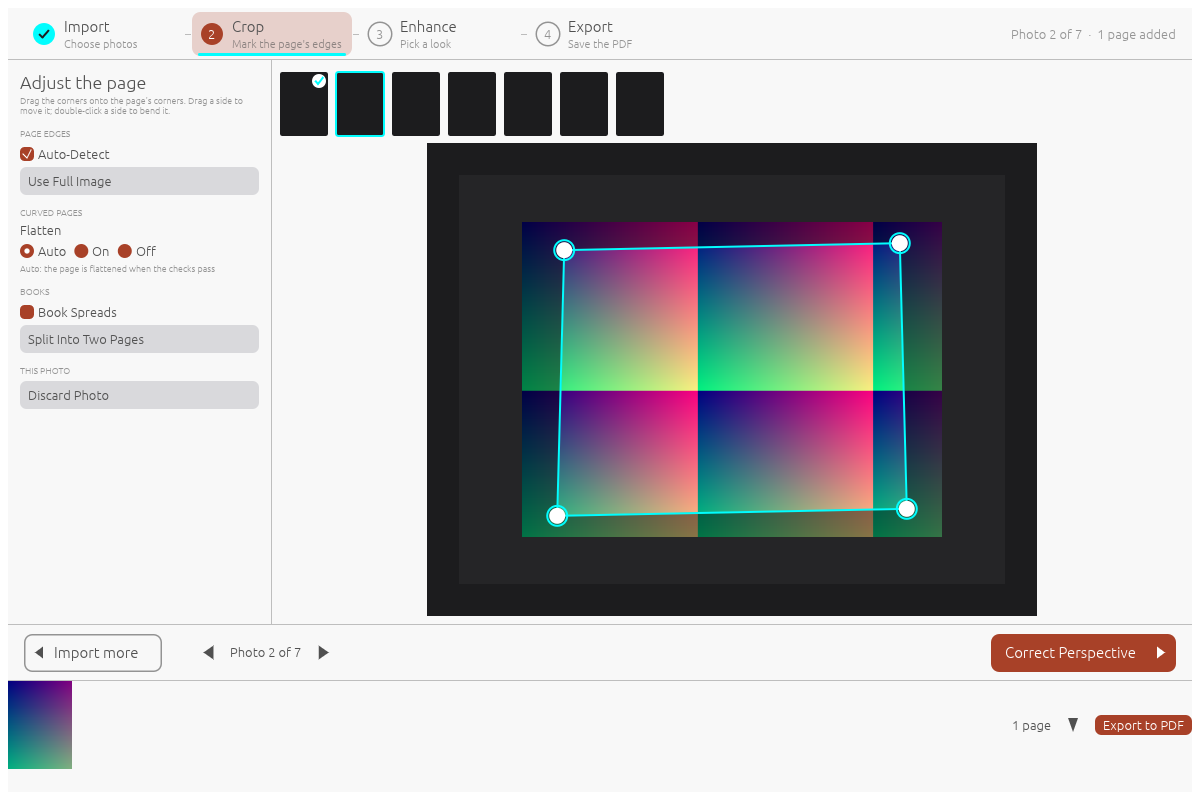 Import
Choose photos
2
Crop
Mark the page's edges
3
Enhance
Pick a look
4
Export
Save the PDF
Photo 2 of 7 · 1 page added
Adjust the page
Drag the corners onto the page's corners. Drag a side to
move it; double-click a side to bend it.
PAGE EDGES
Auto-Detect
Use Full Image
CURVED PAGES
Flatten
Auto
On
Off
Auto: the page is flattened when the checks pass
BOOKS
Book Spreads
Split Into Two Pages
THIS PHOTO
Discard Photo
Import more
Photo 2 of 7
Correct Perspective
1 page
Export to PDF